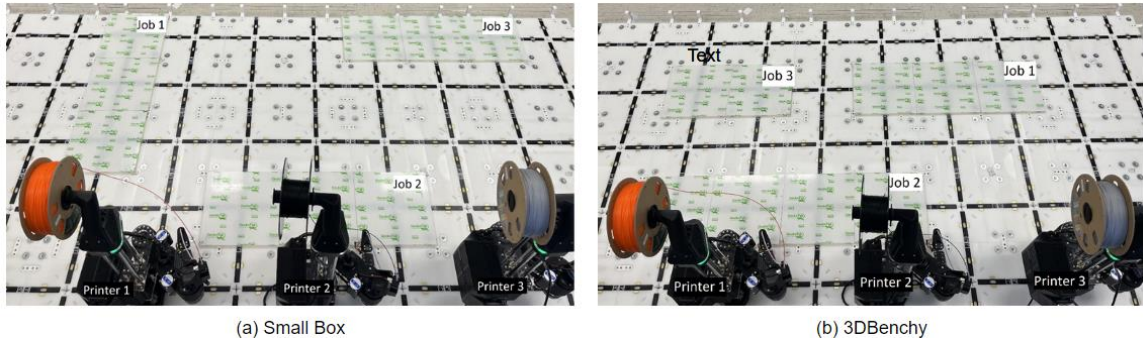 Job 1
Job 3
Job 2
Printer 1
Printer 2
Printer 3
(a) Small Box
Text
Job 3
Job 1
Job 2
Printer 1
Printer 2
Printer 3
(b) 3DBenchy